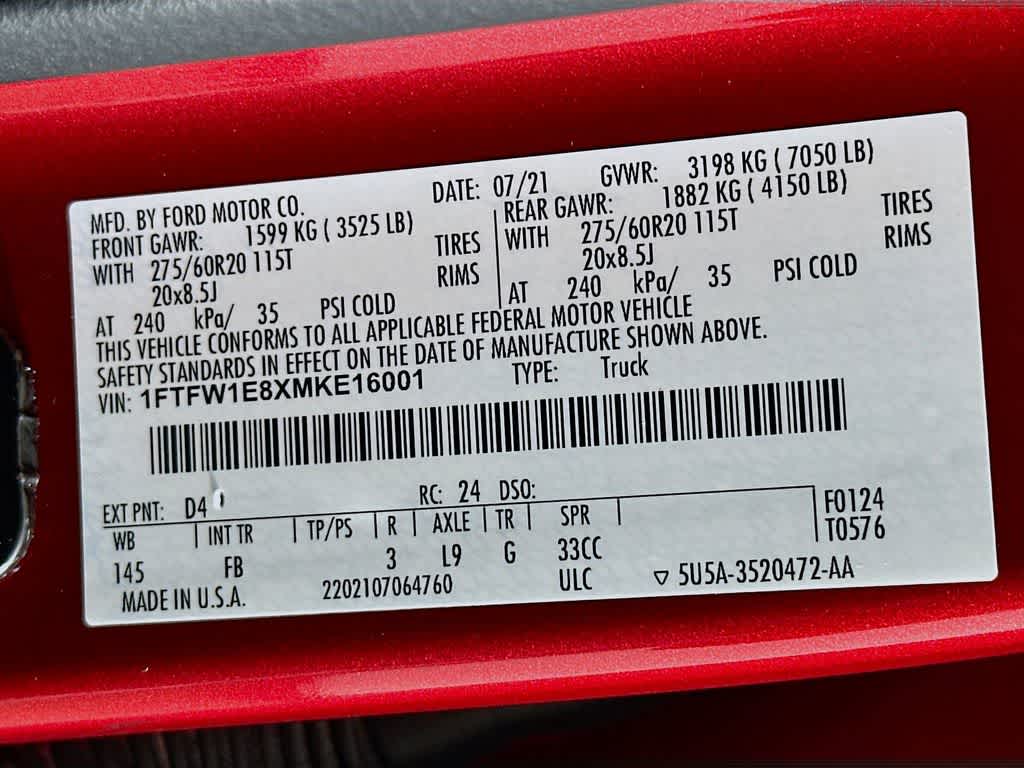 MFD. BY FORD MOTOR CO. DATE: 07/21 GVWR: 3198 KG ( 7050 LB)
FRONT GAWR: 1599 KG ( 3525 LB) REAR GAWR: 1882 KG ( 4150 LB)
WITH 275/60R20 115T TIRES WITH 275/60R20 115T TIRES
20x8.5J RIMS 20x8.5J RIMS
AT 240 kPa/ 35 PSI COLD AT 240 kPa/ 35 PSI COLD
THIS VEHICLE CONFORMS TO ALL APPLICABLE FEDERAL MOTOR VEHICLE
SAFETY STANDARDS IN EFFECT ON THE DATE OF MANUFACTURE SHOWN ABOVE.
VIN: 1FTFW1E8XMKE16001 TYPE: Truck
EXT PNT: D4 RC: 24 DSO: F0124
WB INT TR TP/PS R AXLE TR SPR T0576
145 FB 3 L9 G 33CC
MADE IN U.S.A. 2202107064760 ULC ▽ 5U5A-3520472-AA